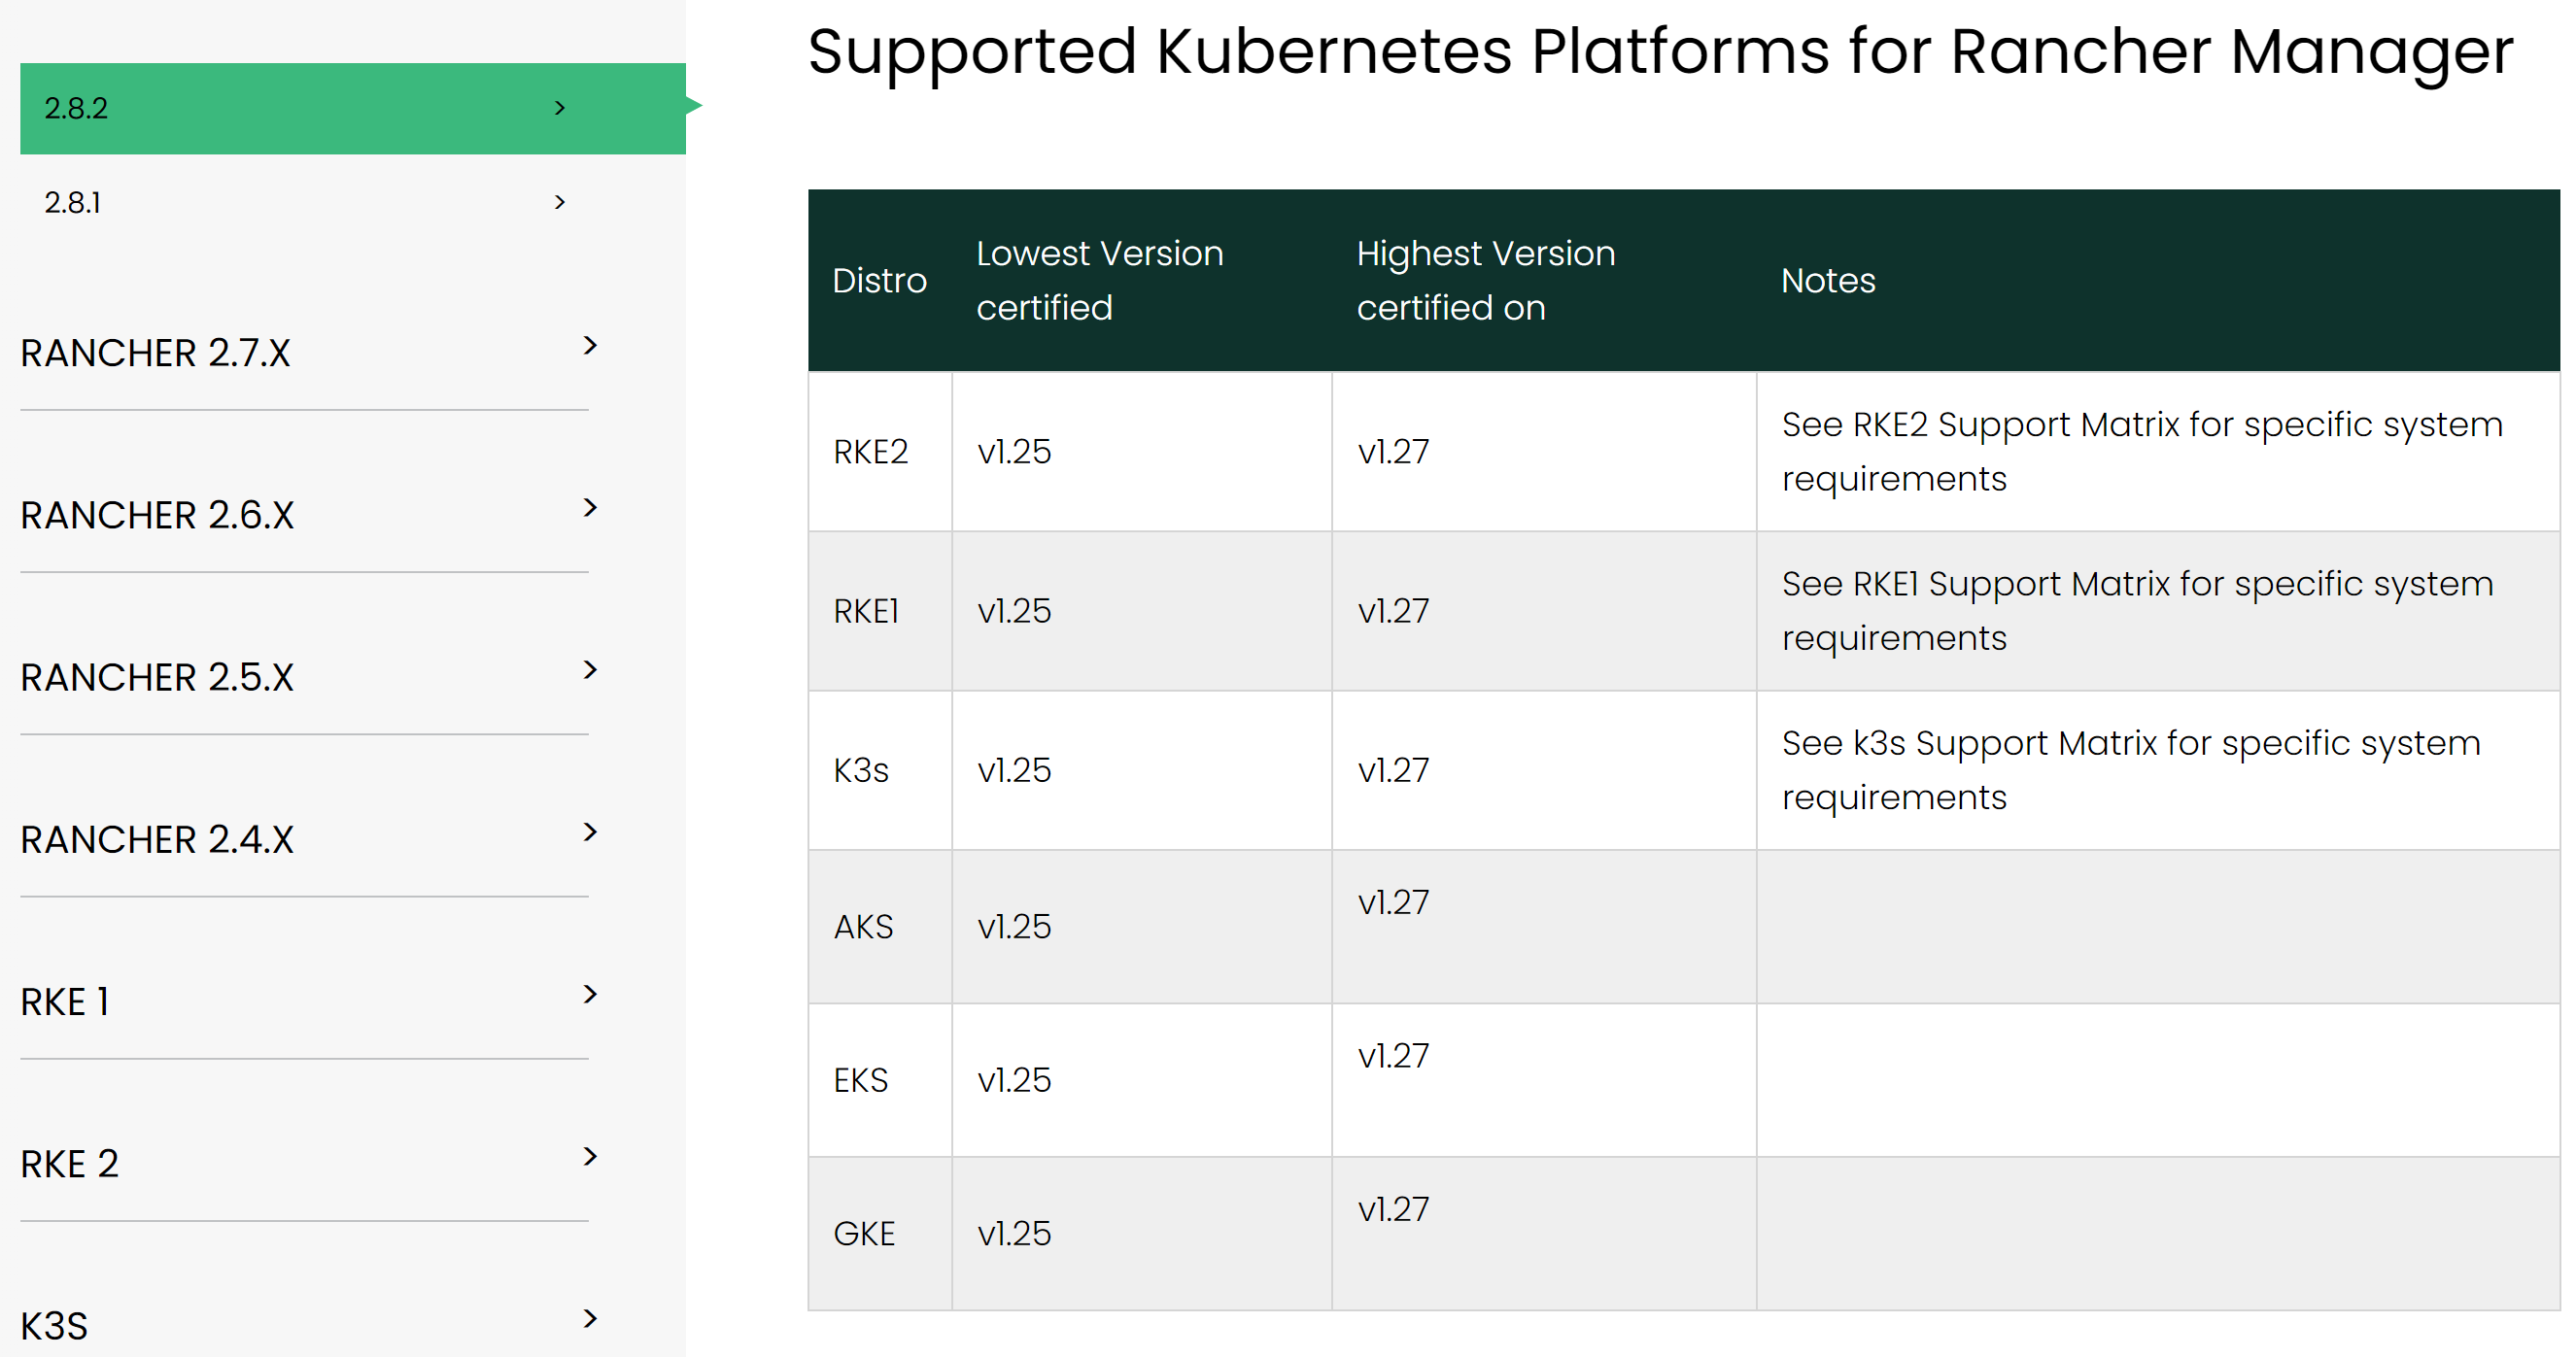 2.8.2 >
2.8.1 >
RANCHER 2.7.X >
RANCHER 2.6.X >
RANCHER 2.5.X >
RANCHER 2.4.X >
RKE 1 >
RKE 2 >
K3S >
Supported Kubernetes Platforms for Rancher Manager
Distro
Lowest Version
certified
Highest Version
certified on
Notes
RKE2
v1.25
v1.27
See RKE2 Support Matrix for specific system
requirements
RKE1
v1.25
v1.27
See RKE1 Support Matrix for specific system
requirements
K3s
v1.25
v1.27
See k3s Support Matrix for specific system
requirements
AKS
v1.25
v1.27
EKS
v1.25
v1.27
GKE
v1.25
v1.27